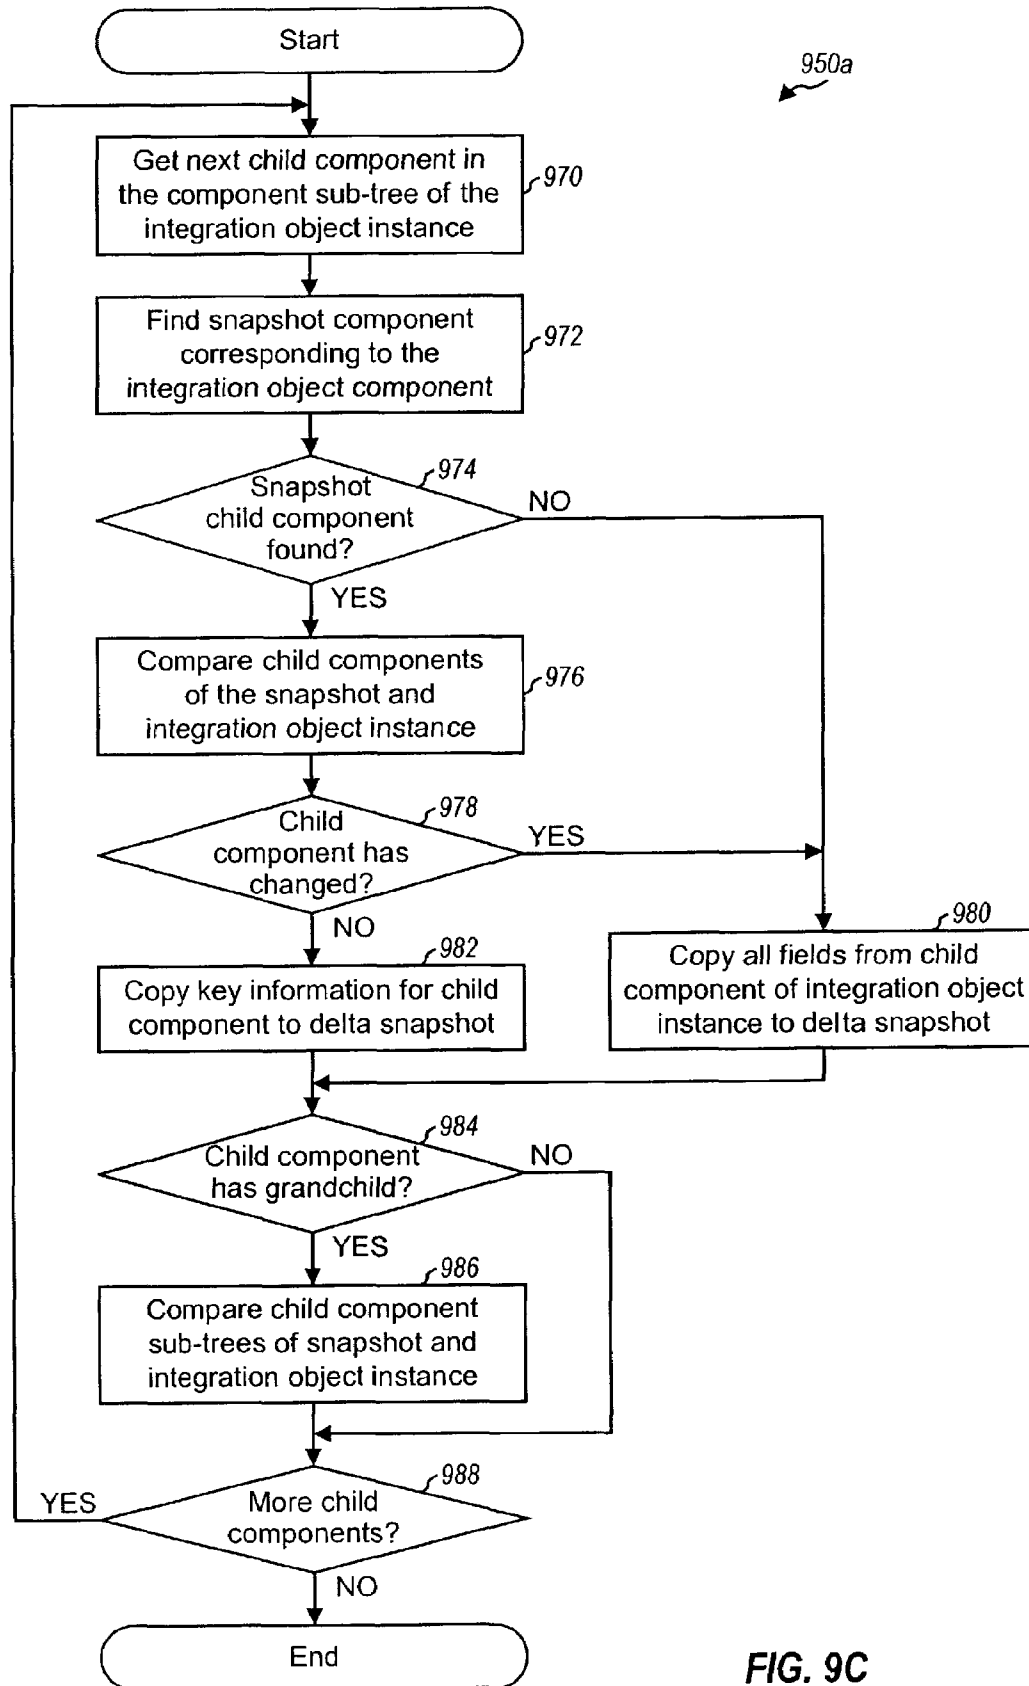 Start
950a
Get next child component in
the component sub-tree of the
integration object instance
970
Find snapshot component
corresponding to the
integration object component
972
974
Snapshot
child component
found?
NO
YES
Compare child components
of the snapshot and
integration object instance
976
978
Child
component has
changed?
YES
NO
982
Copy key information for child
component to delta snapshot
980
Copy all fields from child
component of integration object
instance to delta snapshot
984
Child component
has grandchild?
NO
YES
986
Compare child component
sub-trees of snapshot and
integration object instance
988
More child
components?
YES
NO
End
FIG. 9C